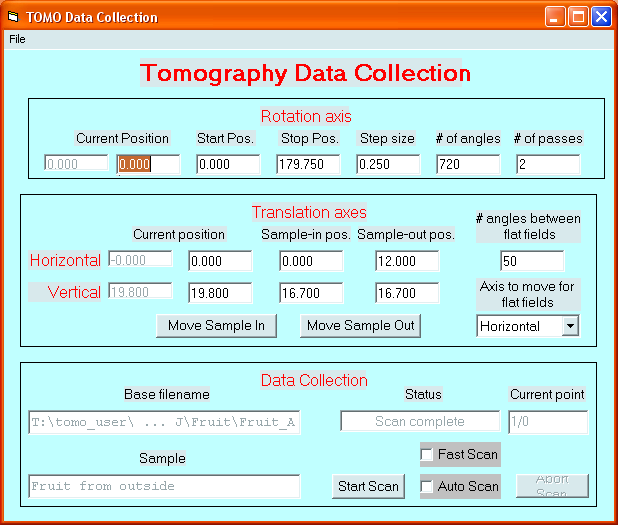 TOMO Data Collection
File
Tomography Data Collection
Rotation axis
Current Position Start Pos. Stop Pos. Step size # of angles # of passes
0.000 0.000 0.000 179.750 0.250 720 2
Translation axes
Current position Sample-in pos. Sample-out pos. # angles between flat fields
Horizontal -0.000 0.000 0.000 12.000 50
Vertical 19.800 19.800 16.700 16.700 Axis to move for flat fields
Move Sample In Move Sample Out Horizontal
Data Collection
Base filename Status Current point
T:\tomo_user\ ... J\Fruit\Fruit_A Scan complete 1/0
Sample Fast Scan
Fruit from outside Start Scan Auto Scan Abort Scan